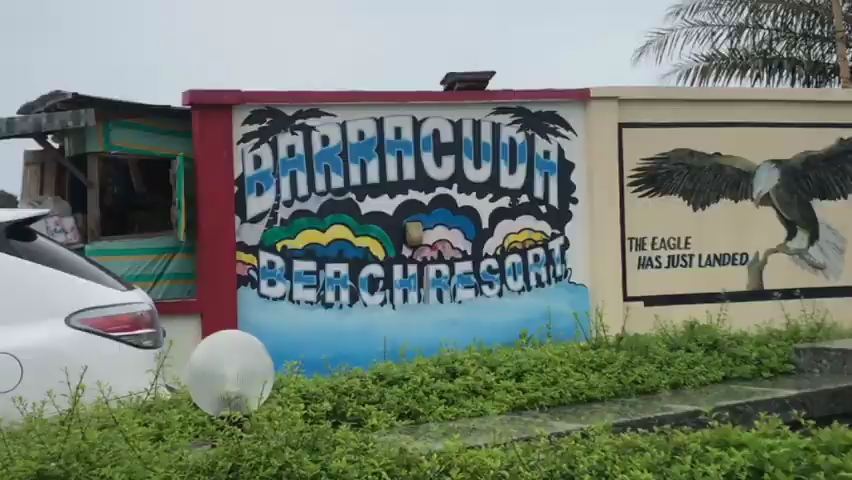 BARRACUDA
BEACH RESORT
THE EAGLE
HAS JUST LANDED